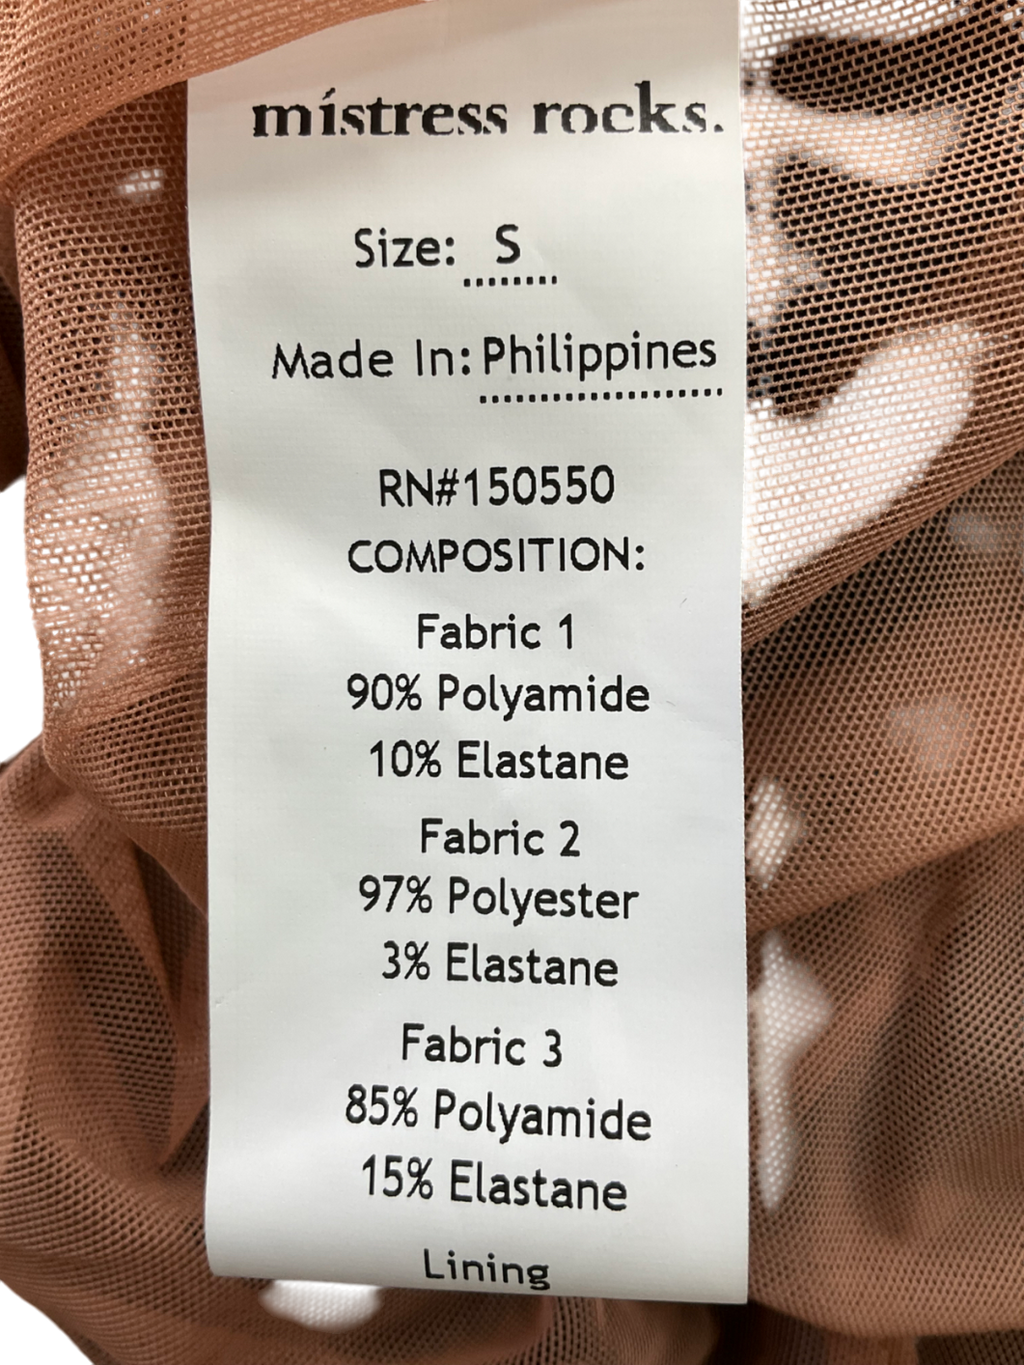 mistress rocks.
Size: S
Made In: Philippines
RN#150550
COMPOSITION:
Fabric 1
90% Polyamide
10% Elastane
Fabric 2
97% Polyester
3% Elastane
Fabric 3
85% Polyamide
15% Elastane
Lining